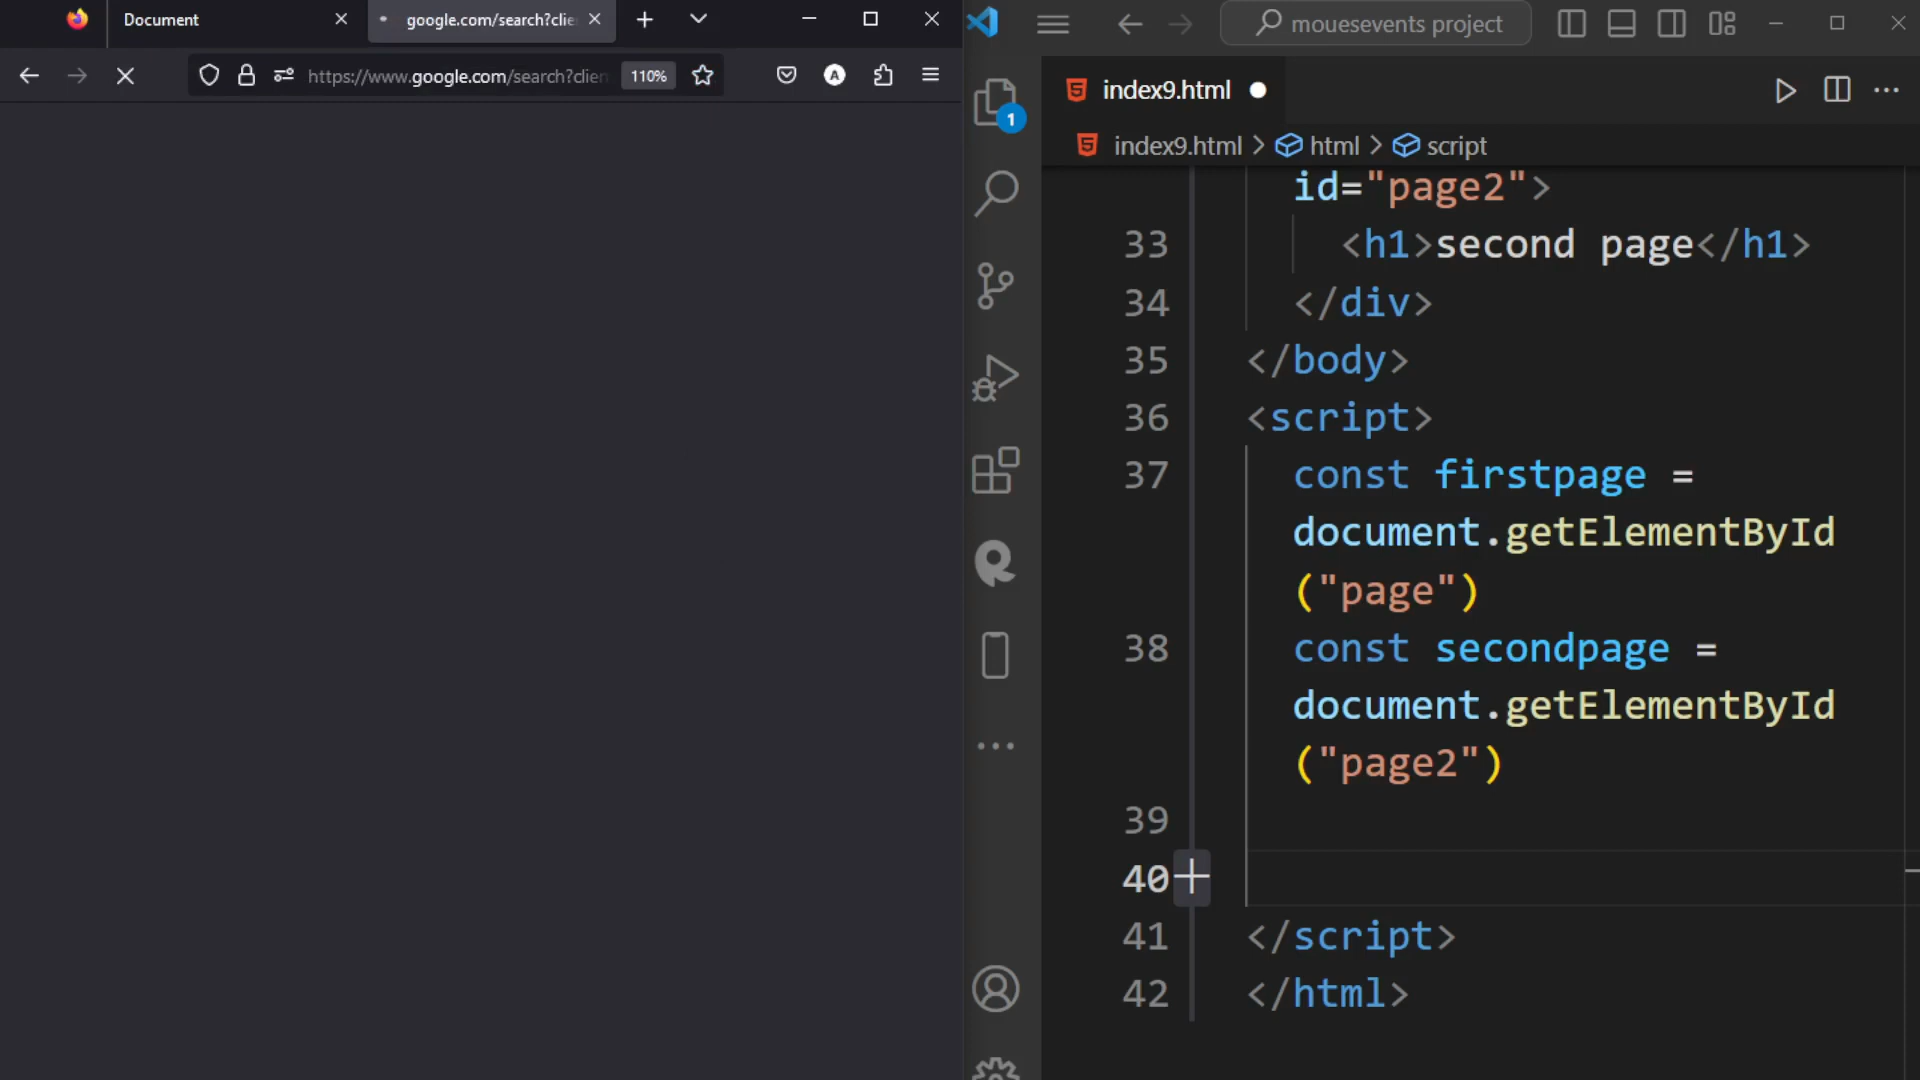 Document
google.com/search?clie
https://www.google.com/search?clien
110%
A
mouesevents project
index9.html
index9.html > html > script
1
id="page2">
33 <h1>second page</h1>
34 </div>
35 </body>
36 <script>
37 const firstpage =
document.getElementById
("page")
38 const secondpage =
document.getElementById
("page2")
39
40
41 </script>
42 </html>